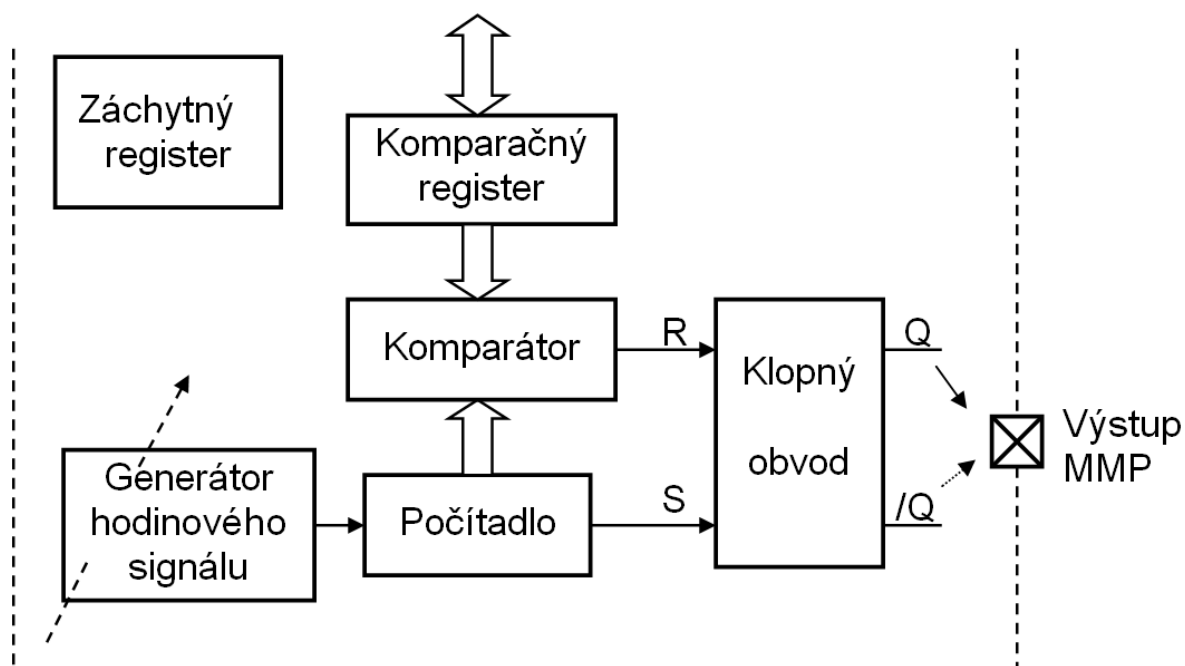 Záchytný
register
Komparačný
register
Komparátor
R
Q
Klopný
obvod
Výstup
MMP
Génerátor
hodinového
signálu
Počítadlo
S
/Q